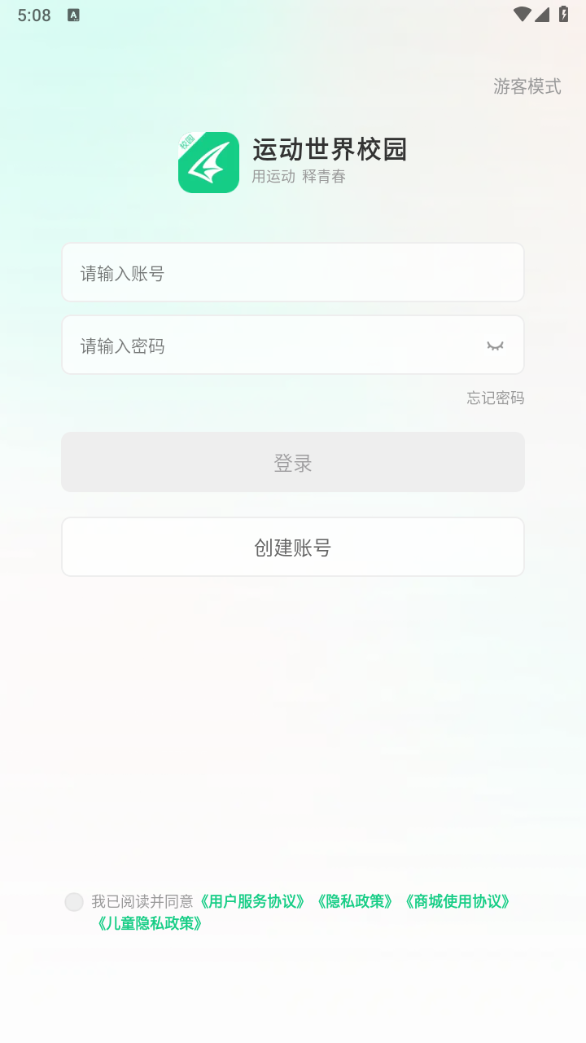 5:08
A
游客模式
校园
运动世界校园
用运动 释青春
请输入账号
请输入密码
忘记密码
登录
创建账号
我已阅读并同意《用户服务协议》《隐私政策》《商城使用协议》
《儿童隐私政策》